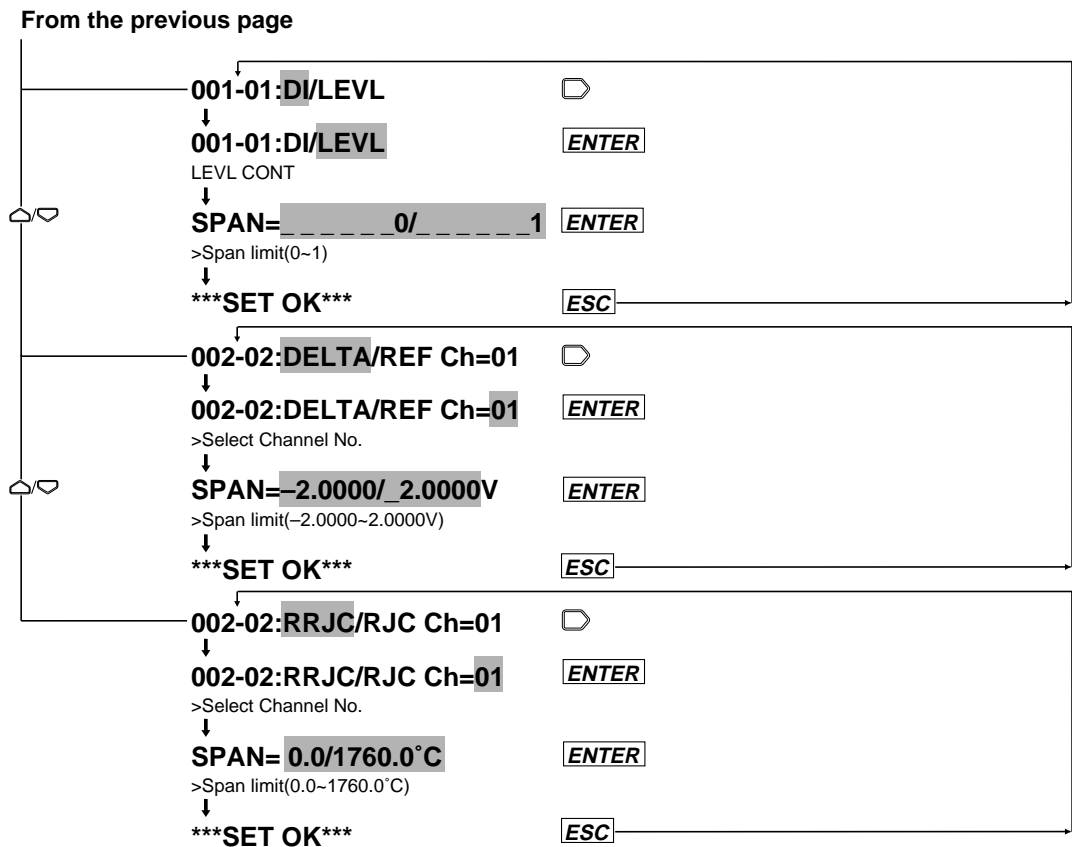 From the previous page
001-01:DI/LEVL
001-01:DI/LEVL ENTER
LEVL CONT
SPAN=_ _ _ _ _ _0/_ _ _ _ _ _1 ENTER
>Span limit(0~1)
***SET OK*** ESC
002-02:DELTA/REF Ch=01
002-02:DELTA/REF Ch=01 ENTER
>Select Channel No.
SPAN=–2.0000/_2.0000V ENTER
>Span limit(–2.0000~2.0000V)
***SET OK*** ESC
002-02:RRJC/RJC Ch=01
002-02:RRJC/RJC Ch=01 ENTER
>Select Channel No.
SPAN= 0.0/1760.0˚C ENTER
>Span limit(0.0~1760.0˚C)
***SET OK*** ESC